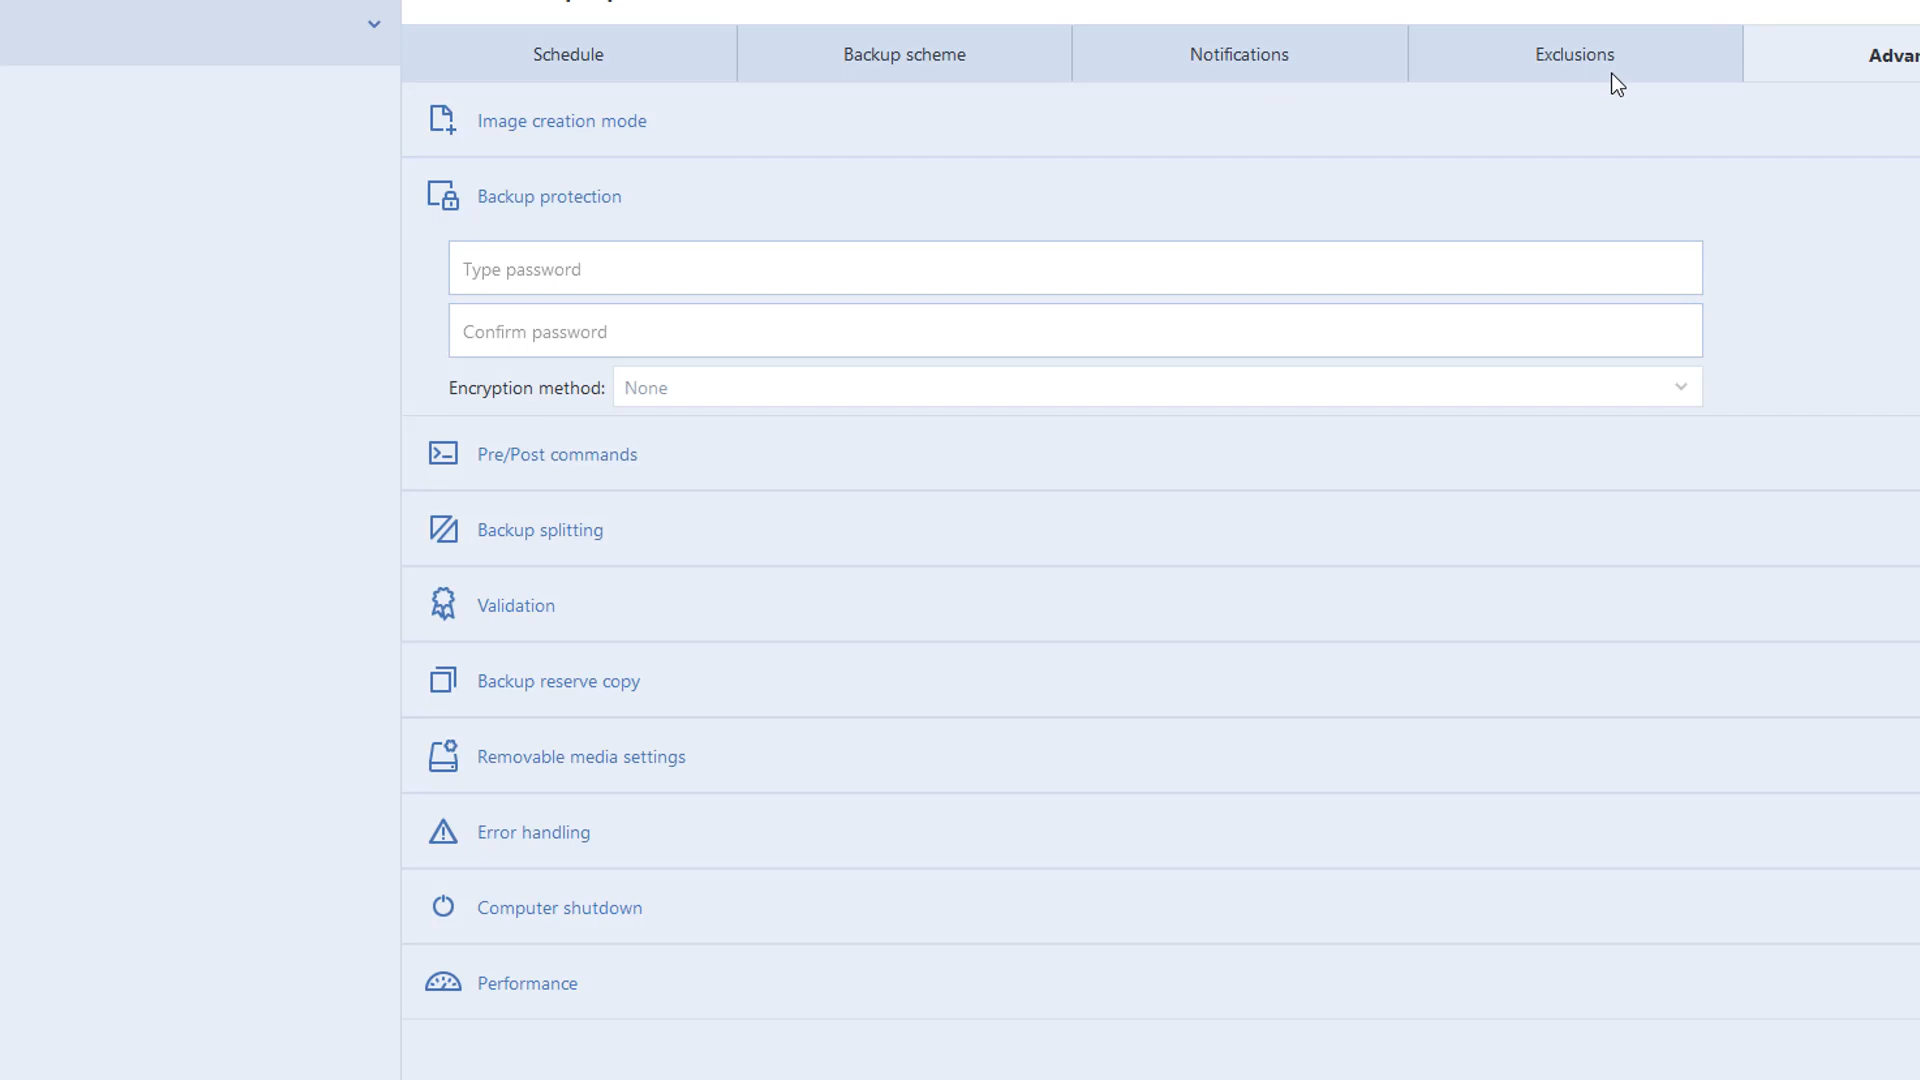 Schedule
Backup scheme
Notifications
Exclusions
Image creation mode
Backup protection
Type password
Confirm password
Encryption method: None
Pre/Post commands
Backup splitting
Validation
Backup reserve copy
Removable media settings
Error handling
Computer shutdown
Performance